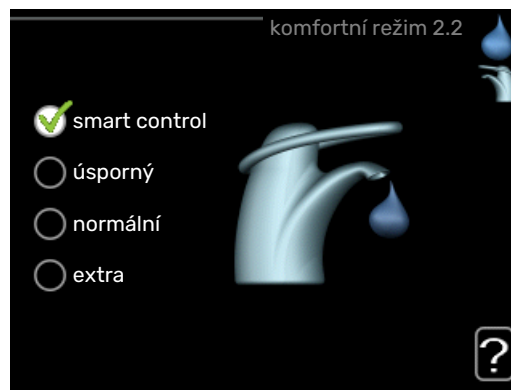 komfortní režim 2.2
smart control
úsporný
normální
extra
?